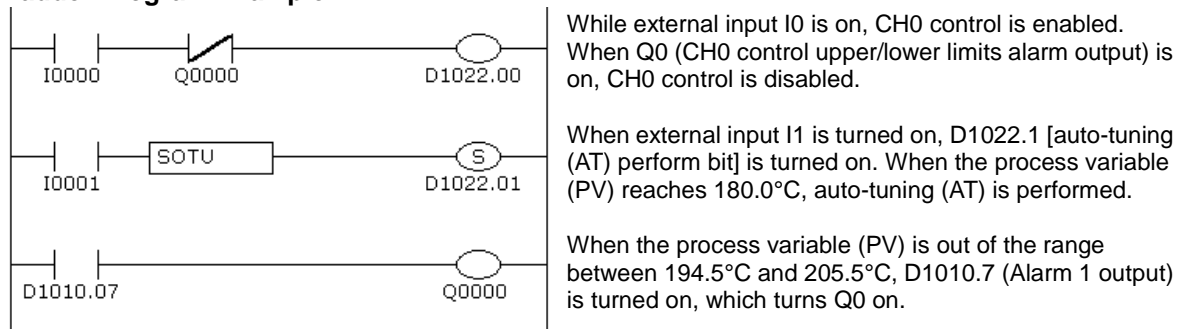 I0000 Q0000 D1022.00
While external input I0 is on, CH0 control is enabled.
When Q0 (CH0 control upper/lower limits alarm output) is
on, CH0 control is disabled.
SOTU S
I0001 D1022.01
When external input I1 is turned on, D1022.1 [auto-tuning
(AT) perform bit] is turned on. When the process variable
(PV) reaches 180.0°C, auto-tuning (AT) is performed.
D1010.07 Q0000
When the process variable (PV) is out of the range
between 194.5°C and 205.5°C, D1010.7 (Alarm 1 output)
is turned on, which turns Q0 on.